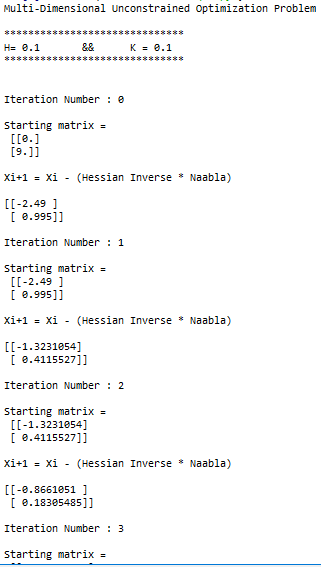 Multi-Dimensional Unconstrained Optimization Problem
******************************
H= 0.1 && K = 0.1
******************************
Iteration Number : 0
Starting matrix =
[[0.]
[9.]]
Xi+1 = Xi - (Hessian Inverse * Naabla)
[[-2.49 ]
[ 0.995]]
Iteration Number : 1
Starting matrix =
[[-2.49 ]
[ 0.995]]
Xi+1 = Xi - (Hessian Inverse * Naabla)
[[-1.3231054]
[ 0.4115527]]
Iteration Number : 2
Starting matrix =
[[-1.3231054]
[ 0.4115527]]
Xi+1 = Xi - (Hessian Inverse * Naabla)
[[-0.8661051 ]
[ 0.18305485]]
Iteration Number : 3
Starting matrix =